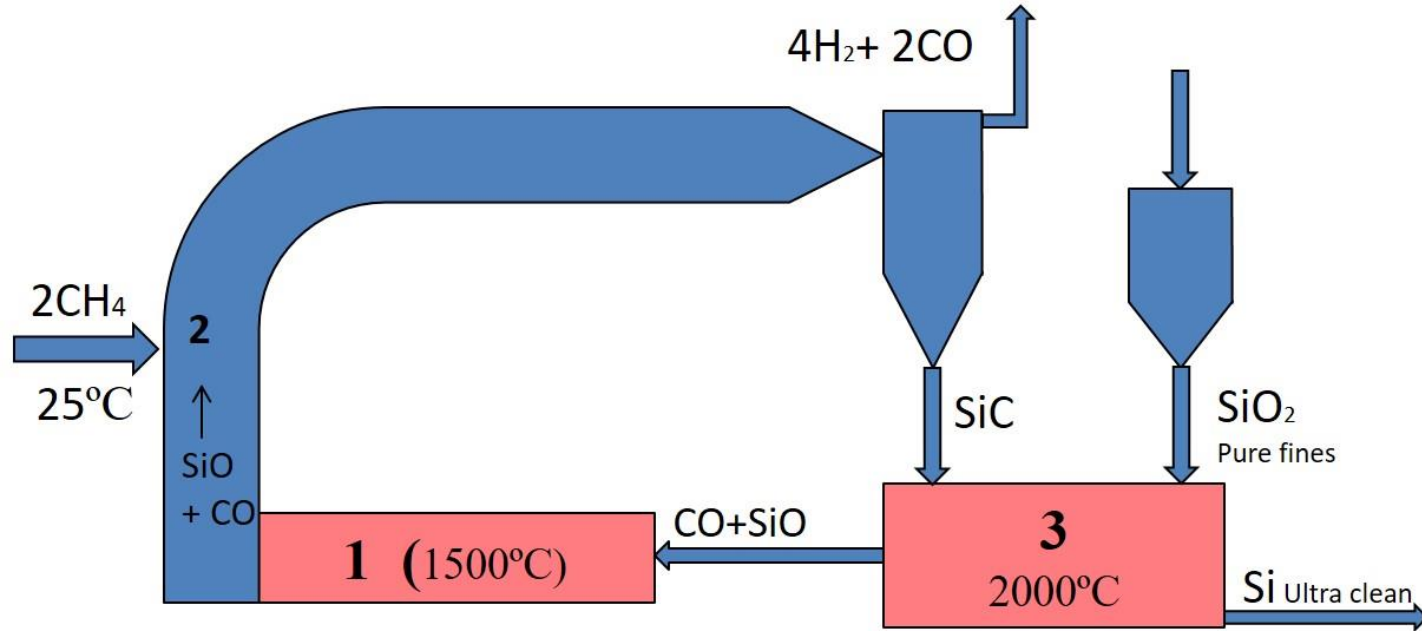 4H₂+ 2CO
2CH₄
25ºC
2
SiO
+ CO
SiC
SiO₂
Pure fines
CO+SiO
1 (1500ºC)
3
2000ºC
Si Ultra clean